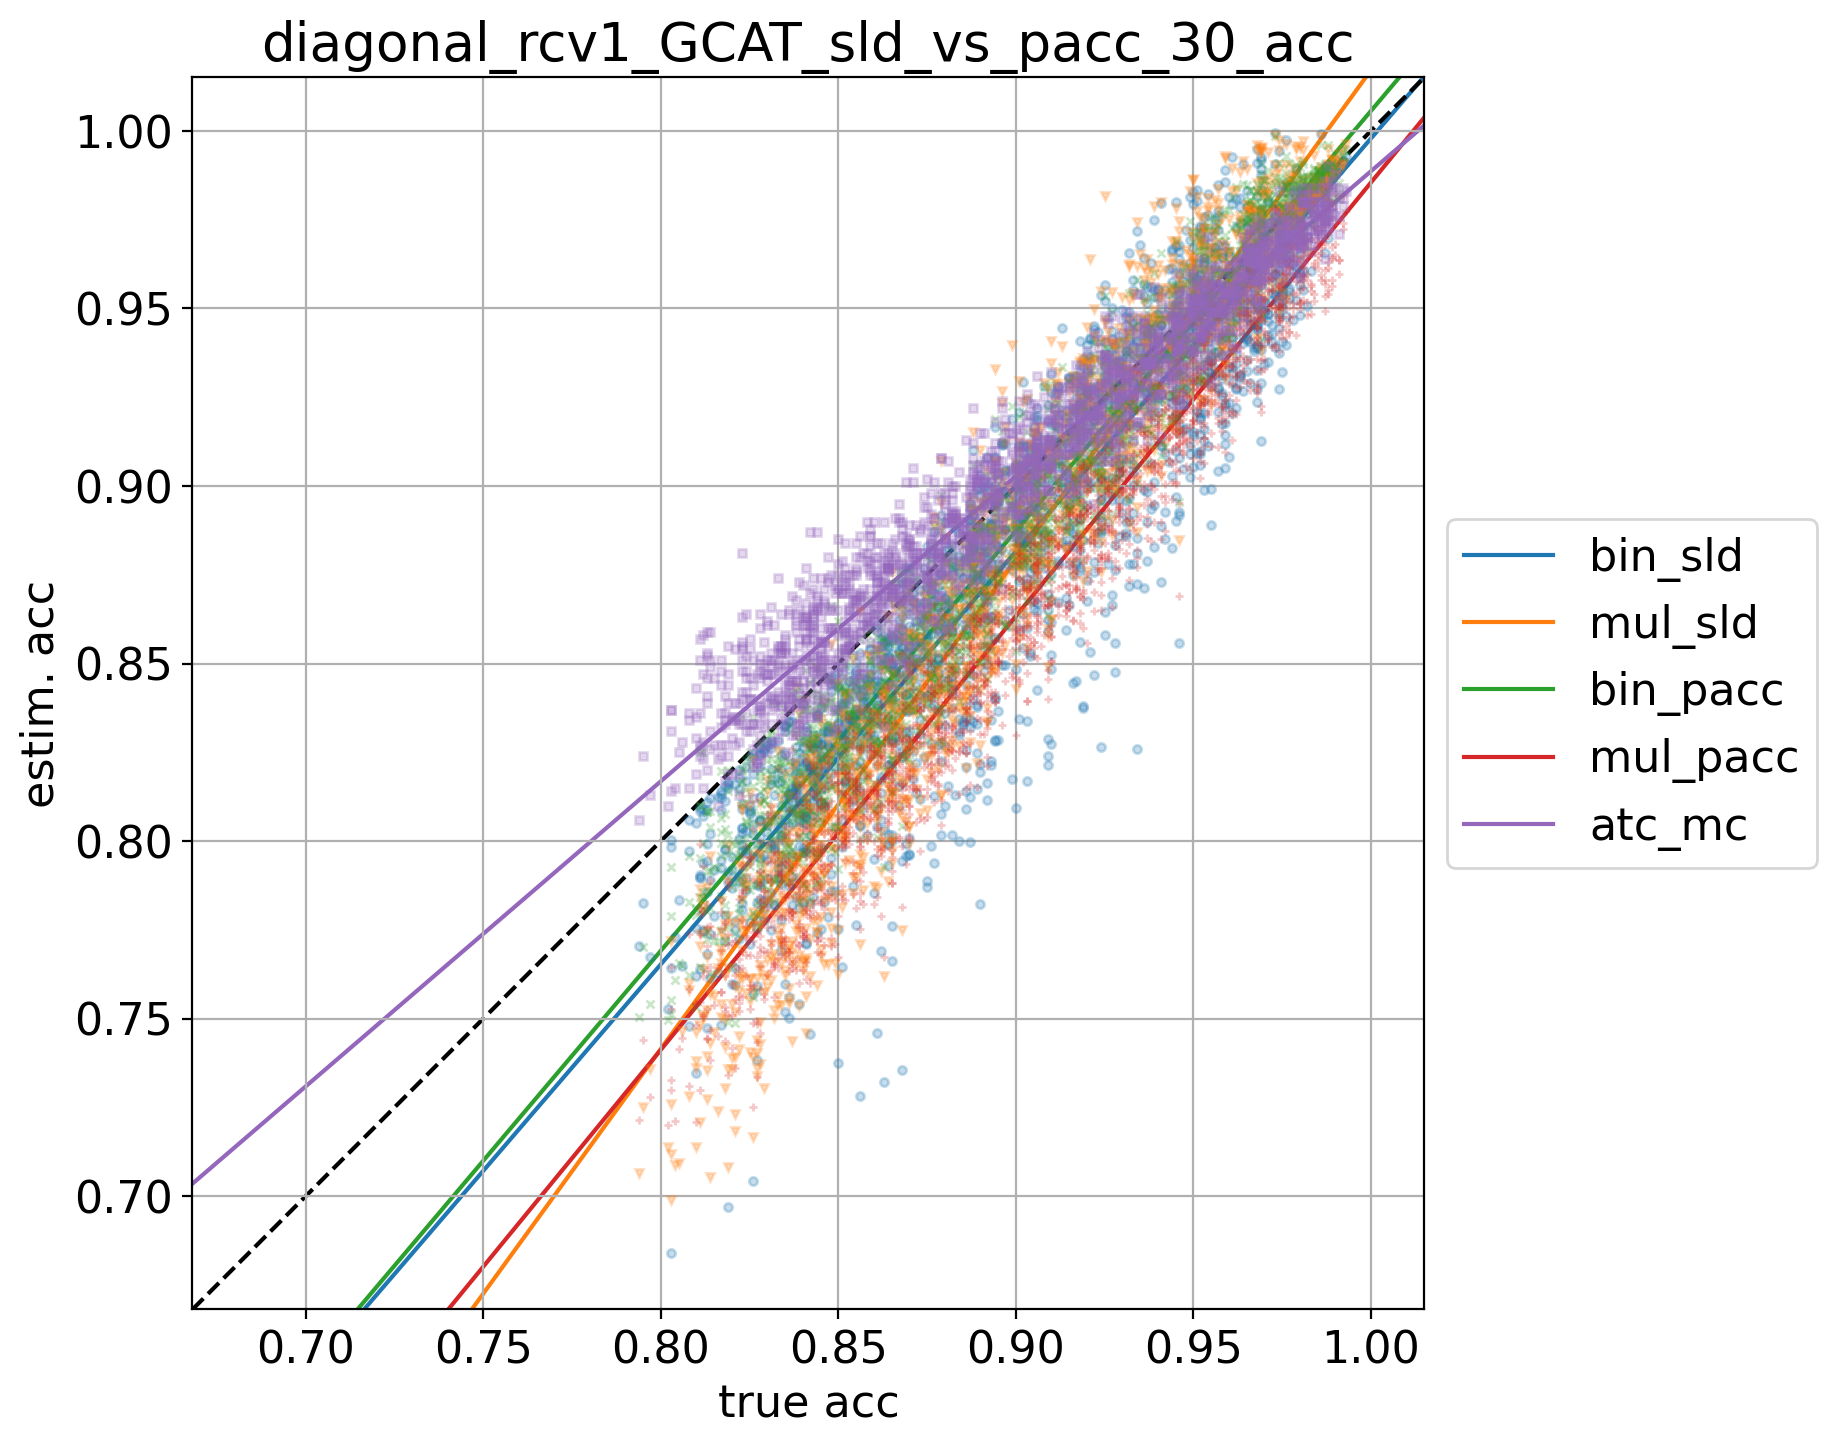 diagonal_rcv1_GCAT_sld_vs_pacc_30_acc
1.00
0.95
0.90
0.85
0.80
0.75
0.70
estim. acc
0.70 0.75 0.80 0.85 0.90 0.95 1.00
true acc
bin_sld
mul_sld
bin_pacc
mul_pacc
atc_mc